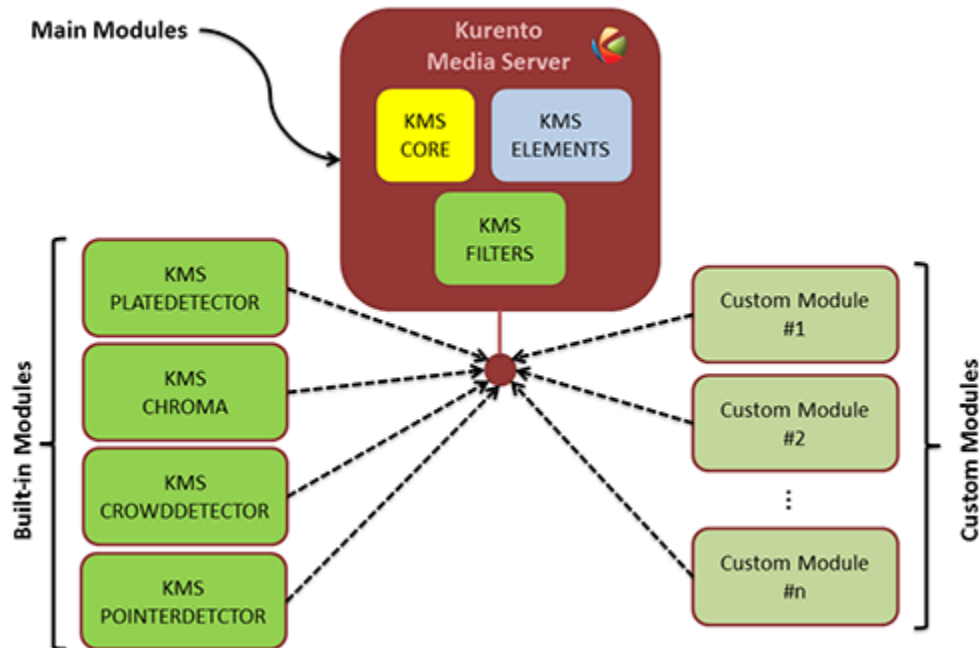 Main Modules
Kurento
Media Server
KMS
CORE
KMS
ELEMENTS
KMS
FILTERS
Built-in Modules
KMS
PLATEDETECTOR
KMS
CHROMA
KMS
CROWDDETECTOR
KMS
POINTERDETCTOR
Custom Module
#1
Custom Module
#2
...
Custom Module
#n
Custom Modules